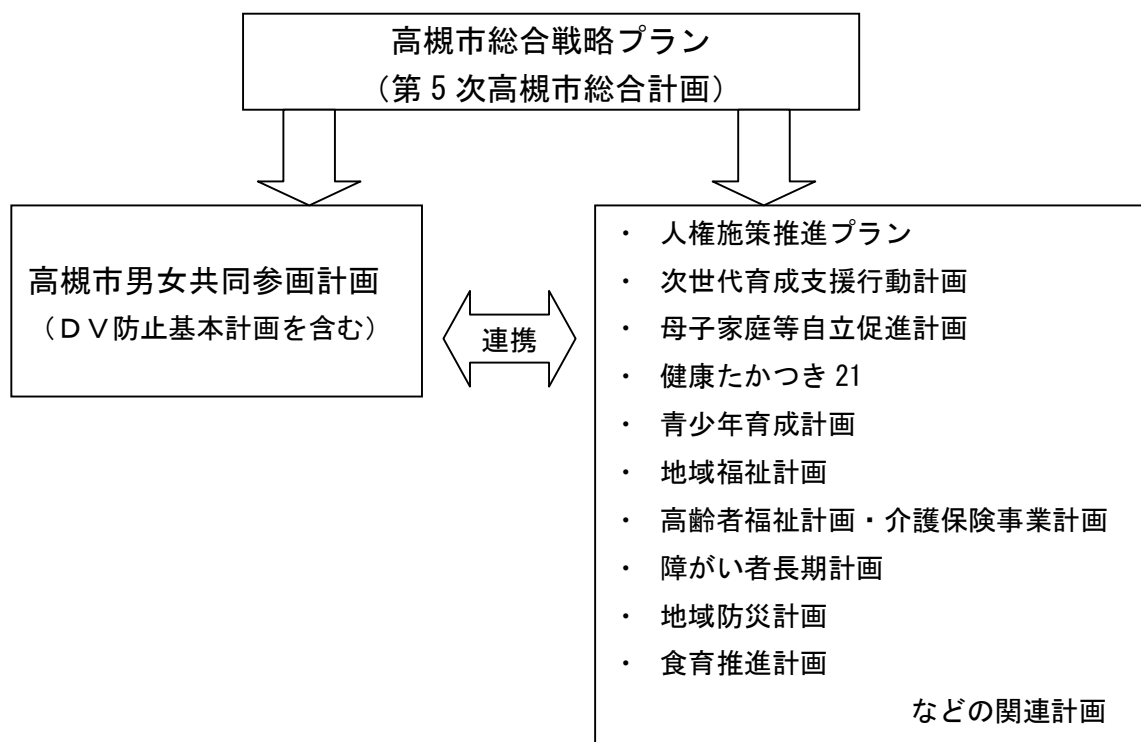 高槻市総合戦略プラン
（第5次高槻市総合計画）
高槻市男女共同参画計画
（ＤＶ防止基本計画を含む）
連携
・ 人権施策推進プラン
・ 次世代育成支援行動計画
・ 母子家庭等自立促進計画
・ 健康たかつき21
・ 青少年育成計画
・ 地域福祉計画
・ 高齢者福祉計画・介護保険事業計画
・ 障がい者長期計画
・ 地域防災計画
・ 食育推進計画
などの関連計画